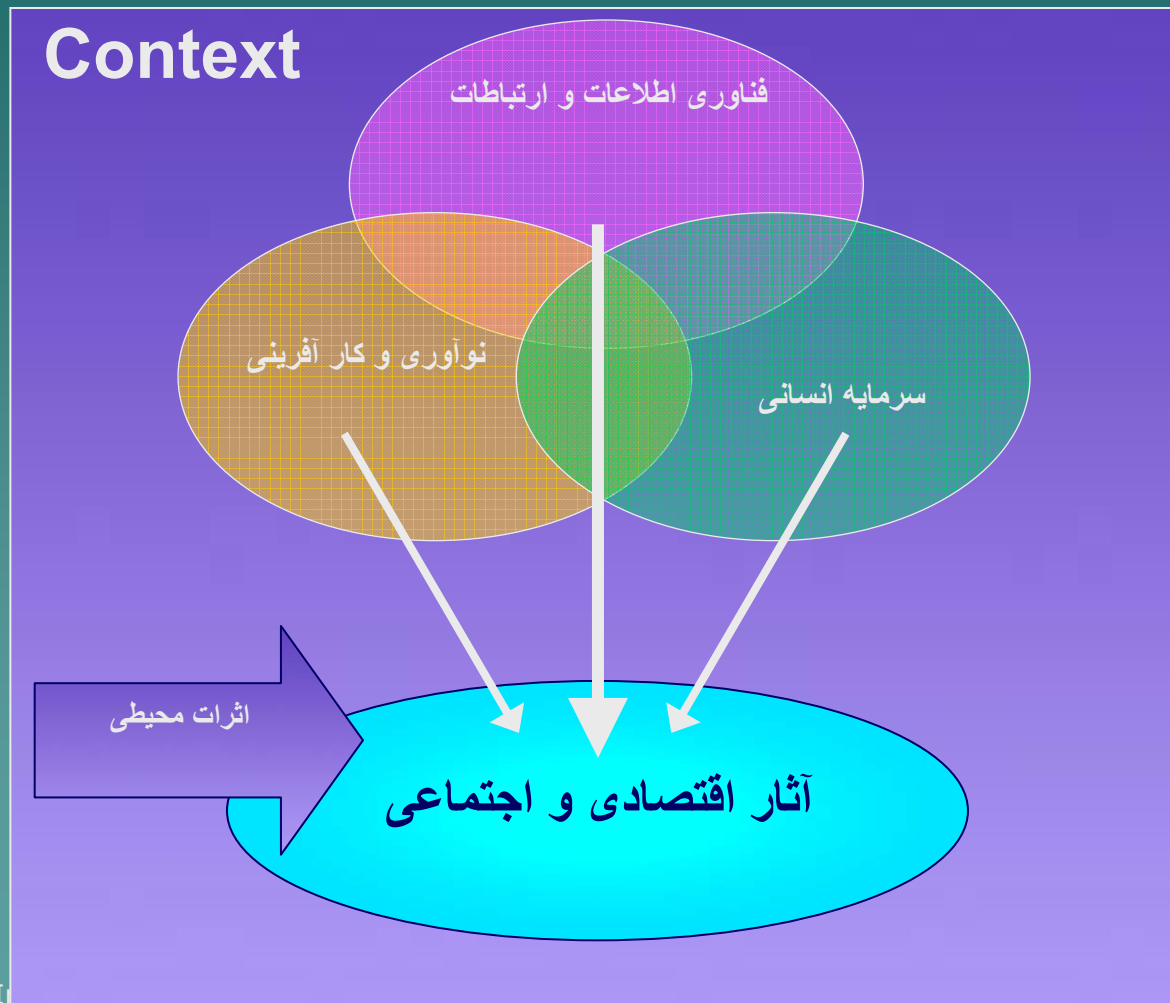 Context
فناوری اطلاعات و ارتباطات
نوآوری و کار آفرینی
سرمایه انسانی
اثرات محیطی
آثار اقتصادی و اجتماعی